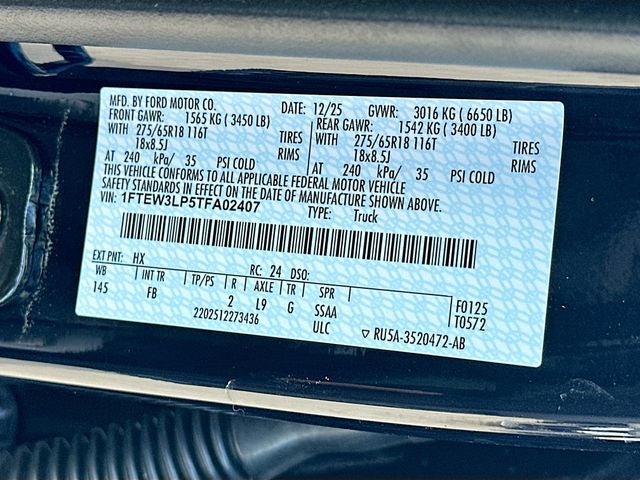 MFD. BY FORD MOTOR CO. DATE: 12/25 GVWR: 3016 KG ( 6650 LB)
FRONT GAWR: 1565 KG ( 3450 LB) REAR GAWR: 1542 KG ( 3400 LB)
WITH 275/65R18 116T TIRES WITH 275/65R18 116T TIRES
18x8.5J RIMS 18x8.5J RIMS
AT 240 kPa/ 35 PSI COLD AT 240 kPa/ 35 PSI COLD
THIS VEHICLE CONFORMS TO ALL APPLICABLE FEDERAL MOTOR VEHICLE
SAFETY STANDARDS IN EFFECT ON THE DATE OF MANUFACTURE SHOWN ABOVE.
VIN: 1FTEW3LP5TFA02407 TYPE: Truck
EXT PNT: HX RC: 24 DSO:
WB INT TR TP/PS R AXLE TR SPR F0125
145 FB 2 L9 G SSAA T0572
2202512273436 ULC ▽ RU5A-3520472-AB